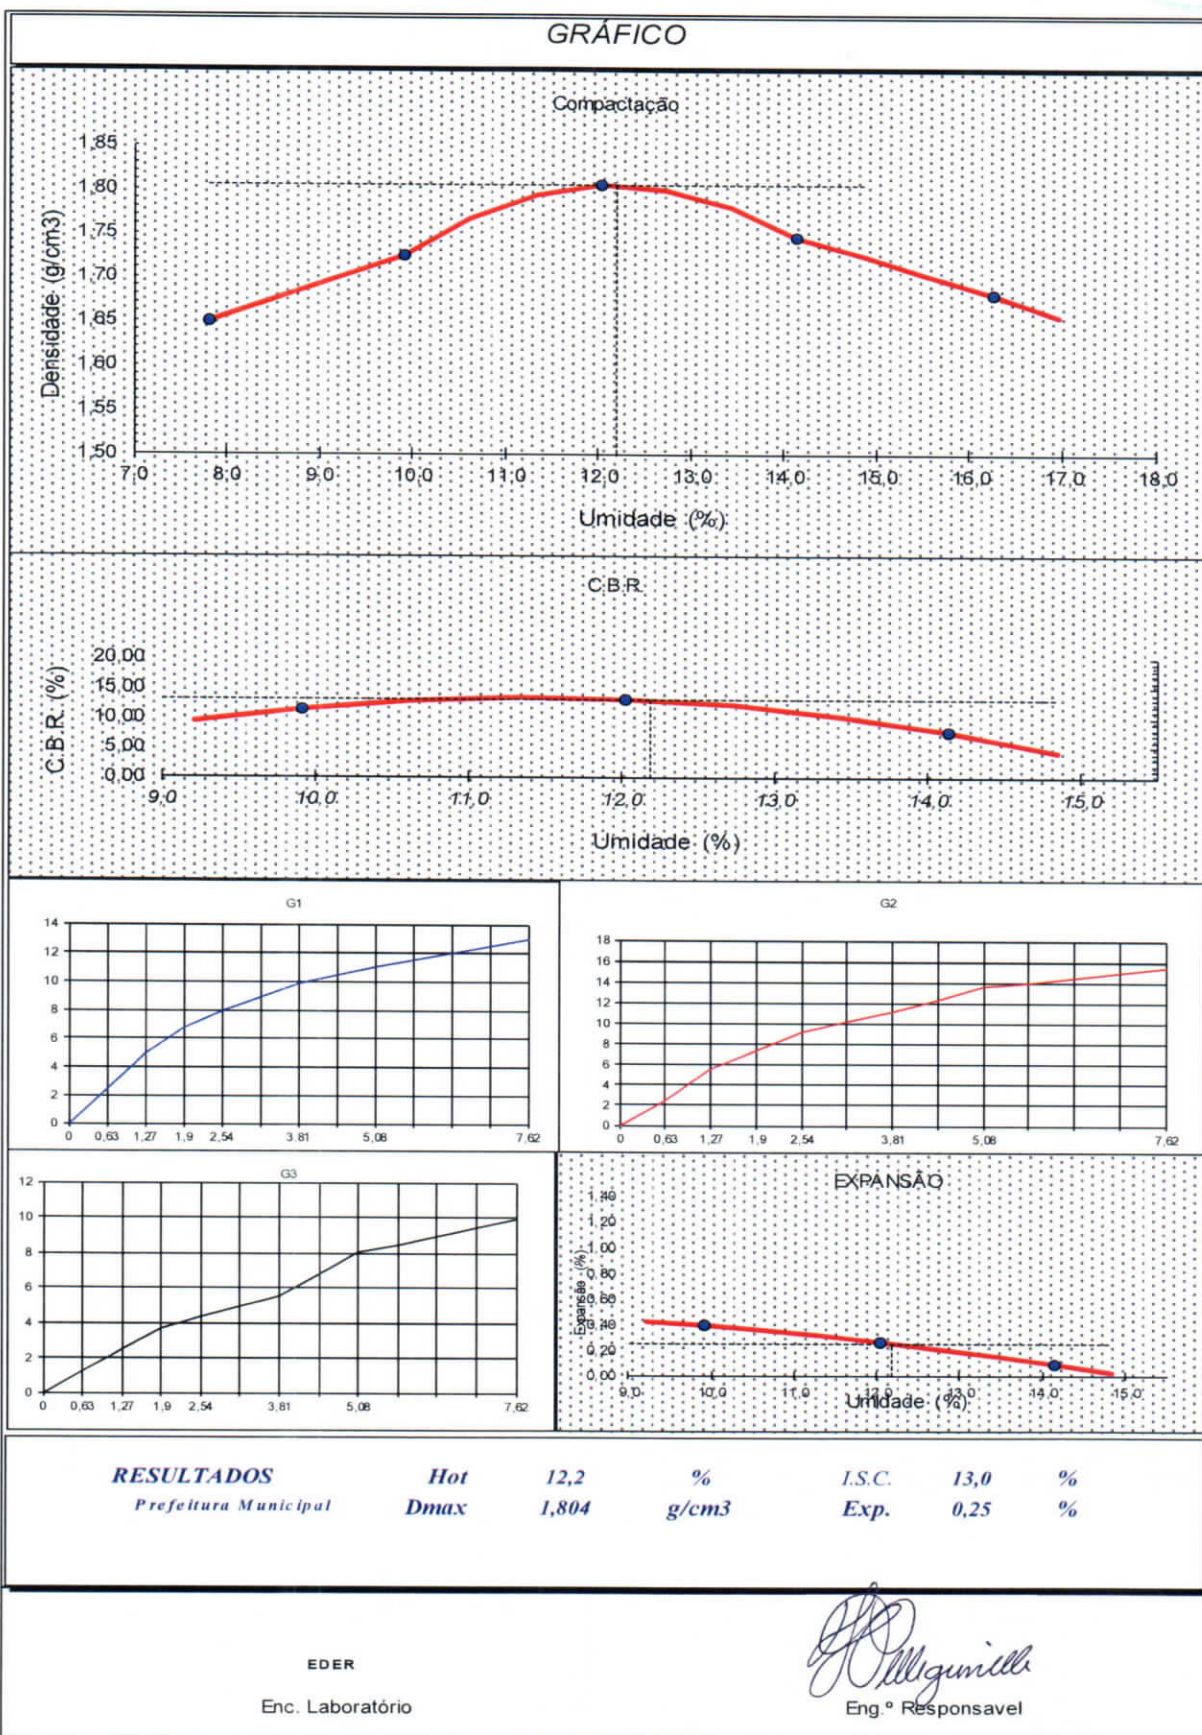 GRÁFICO
Compactação
Densidade (g/cm3)
1,85
1,80
1,75
1,70
1,65
1,60
1,55
1,50
7,0 8,0 9,0 10,0 11,0 12,0 13,0 14,0 15,0 16,0 17,0 18,0
Umidade (%)
C.B.R.
C.B.R. (%)
20,00
15,00
10,00
5,00
0,00
9,0 10,0 11,0 12,0 13,0 14,0 15,0
Umidade (%)
G1
14
12
10
8
6
4
2
0
0 0,63 1,27 1,9 2,54 3,81 5,08 7,62
G2
18
16
14
12
10
8
6
4
2
0
0 0,63 1,27 1,9 2,54 3,81 5,08 7,62
G3
12
10
8
6
4
2
0
0 0,63 1,27 1,9 2,54 3,81 5,08 7,62
EXPANSÃO
Expansão (%)
1,40
1,20
1,00
0,80
0,60
0,40
0,20
0,00
9,0 10,0 11,0 12,0 13,0 14,0 15,0
Umidade (%)
RESULTADOS Hot 12,2 % I.S.C. 13,0 %
Prefeitura Municipal Dmax 1,804 g/cm3 Exp. 0,25 %
EDER
Enc. Laboratório
Eng.º Responsavel